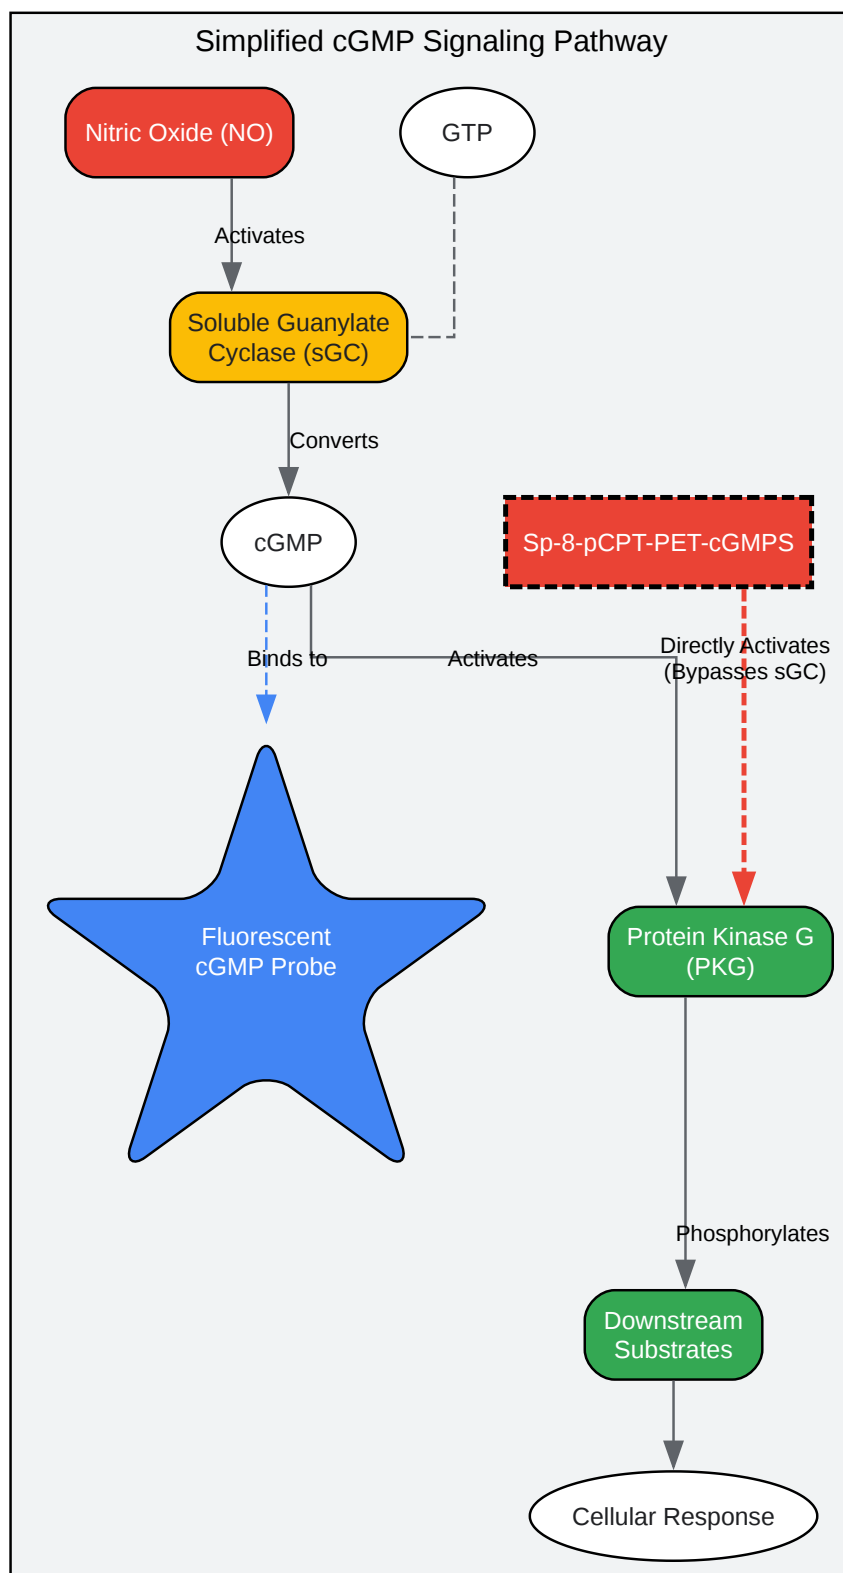 Simplified cGMP Signaling Pathway
Nitric Oxide (NO)
GTP
Activates
Soluble Guanylate
Cyclase (sGC)
Converts
cGMP
Sp-8-pCPT-PET-cGMPS
Binds to
Activates
Directly Activates
(Bypasses sGC)
Fluorescent
cGMP Probe
Protein Kinase G
(PKG)
Phosphorylates
Downstream
Substrates
Cellular Response